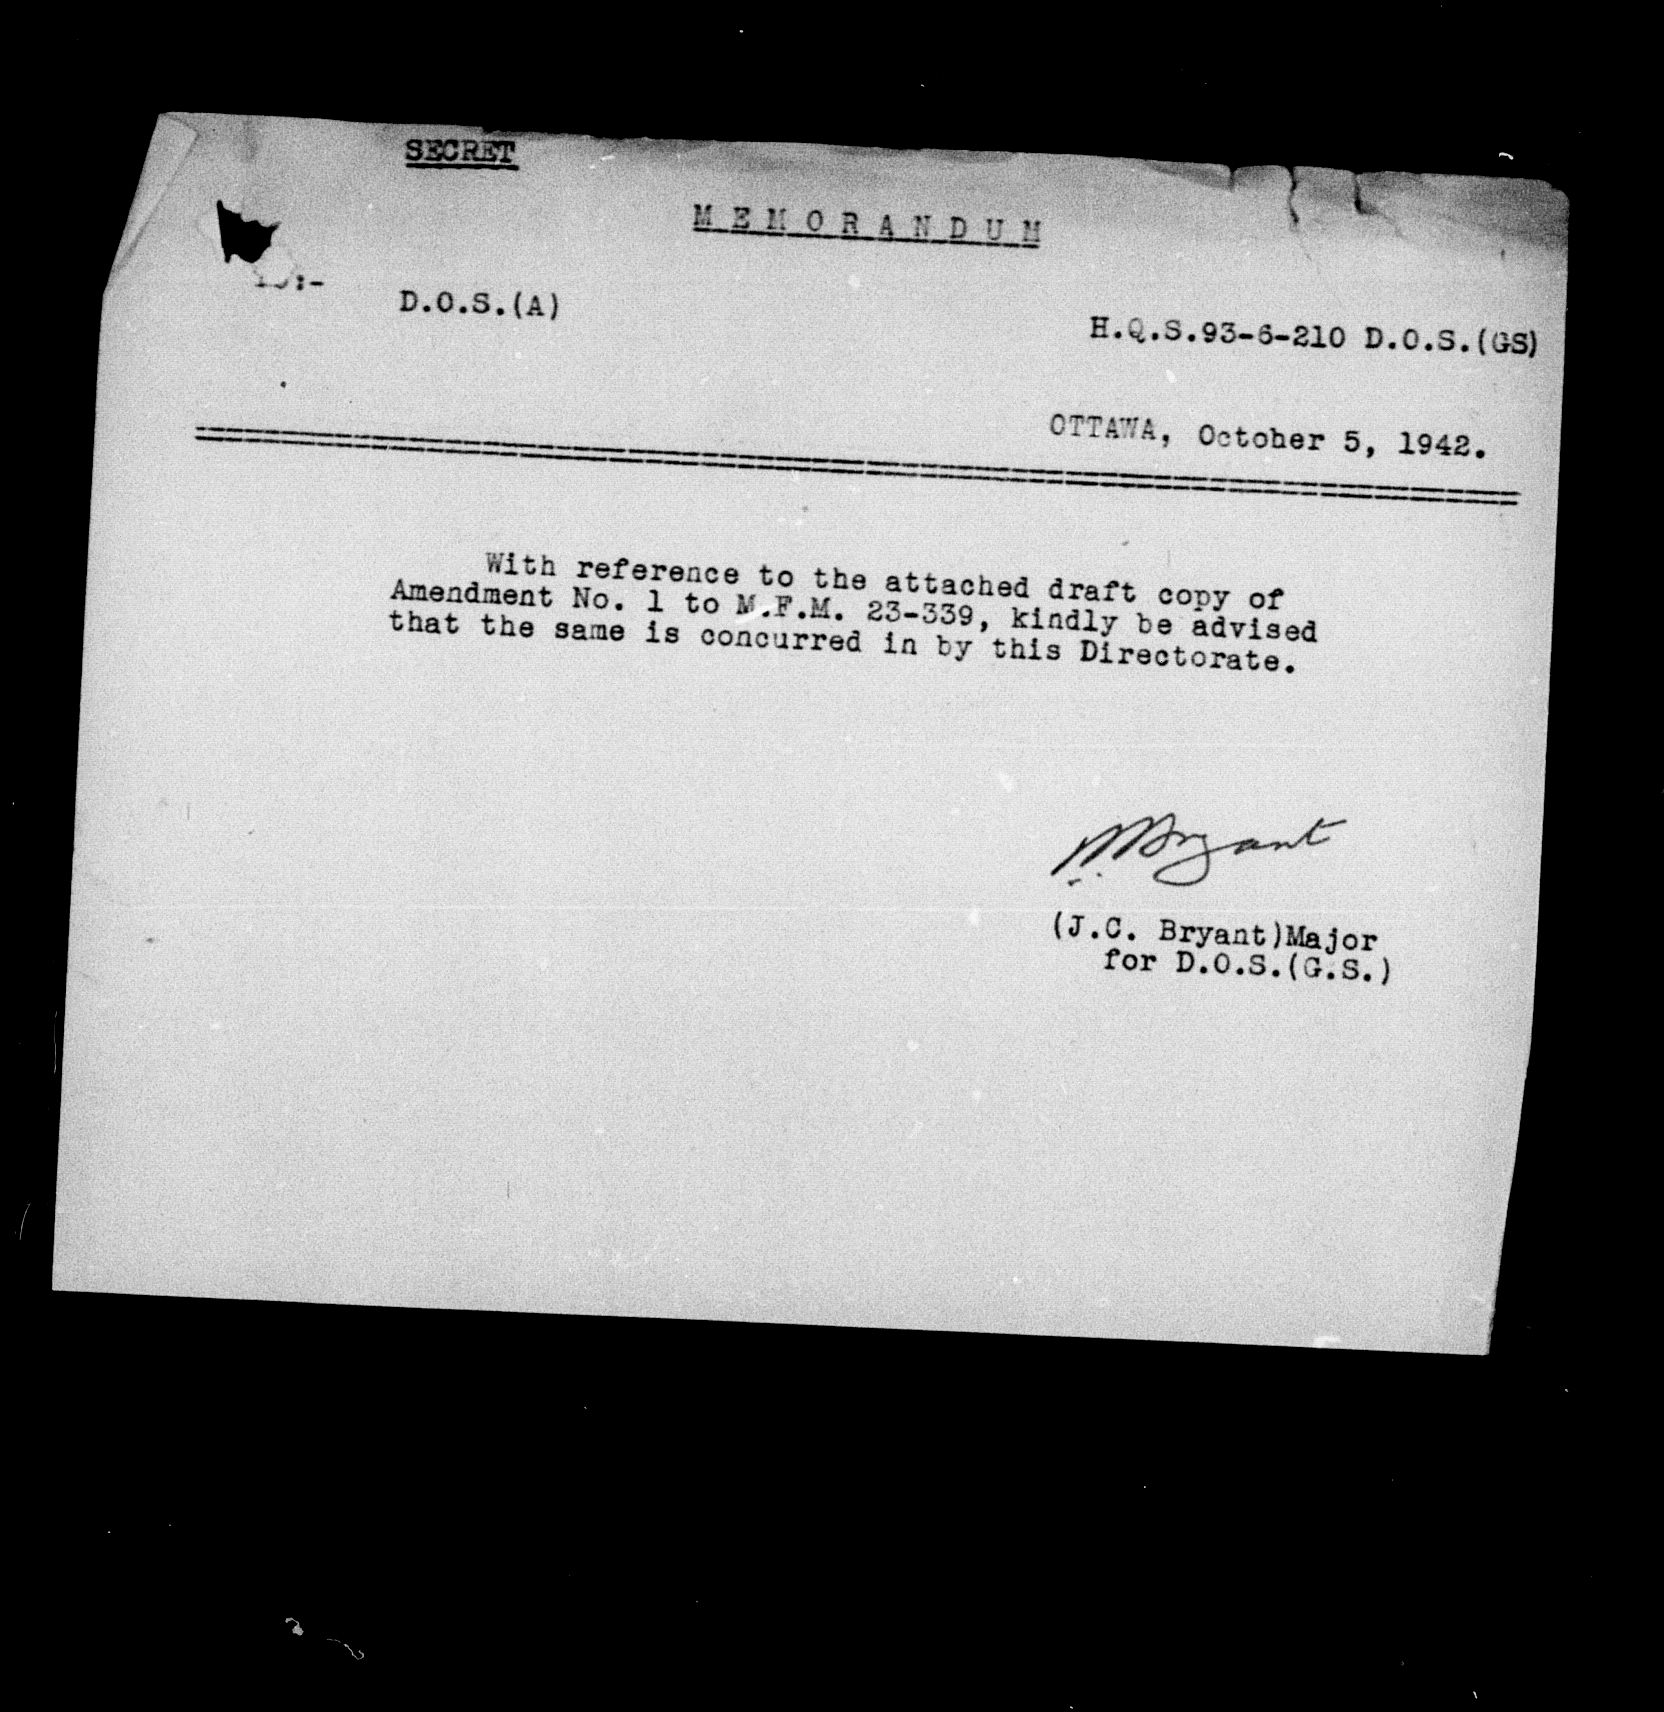 SECRET
MEMORANDUM
TO:-
D.O.S.(A)
H.Q.S.93-6-210 D.O.S.(GS)
OTTAWA, October 5, 1942.
With reference to the attached draft copy of
Amendment No. 1 to M.F.M. 23-339, kindly be advised
that the same is concurred in by this Directorate.
Bryant
(J.C. Bryant)Major
for D.O.S.(G.S.)